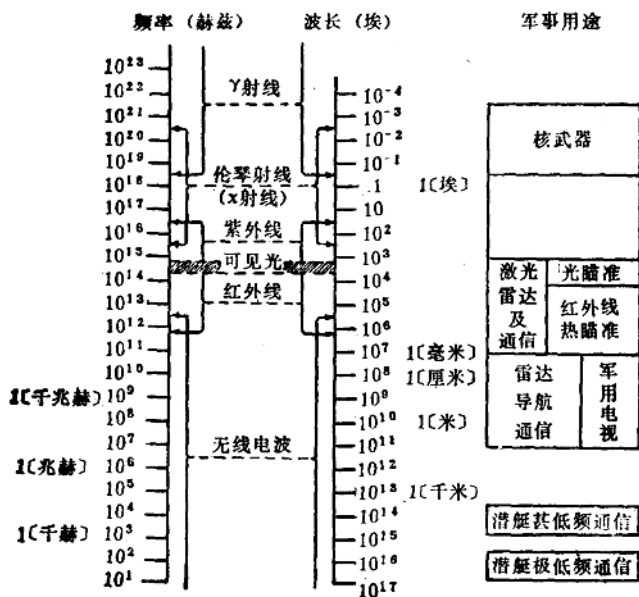 频率（赫兹） 波长（埃） 军事用途
10²³
10²² γ射线 10⁻⁴
10²¹ 10⁻³
10²⁰ 10⁻² 核武器
10¹⁹ 伦琴射线 10⁻¹
10¹⁸ (x射线) 1 1〔埃〕
10¹⁷ 10
10¹⁶ 紫外线 10²
10¹⁵ 可见光 10³ 激光 光瞄准
10¹⁴ 10⁴ 雷达
10¹³ 红外线 10⁵ 及 红外线
10¹² 10⁶ 通信 热瞄准
10¹¹ 10⁷ 1〔毫米〕
10¹⁰ 10⁸ 1〔厘米〕 雷达 军
1〔千兆赫〕 10⁹ 10⁹ 导航 用
10⁸ 10¹⁰ 1〔米〕 通信 电
10⁷ 无线电波 10¹¹ 视
1〔兆赫〕 10⁶ 10¹²
10⁵ 10¹³ 1〔千米〕
10⁴ 10¹⁴ 潜艇甚低频通信
1〔千赫〕 10³ 10¹⁵
10² 10¹⁶ 潜艇极低频通信
10¹ 10¹⁷